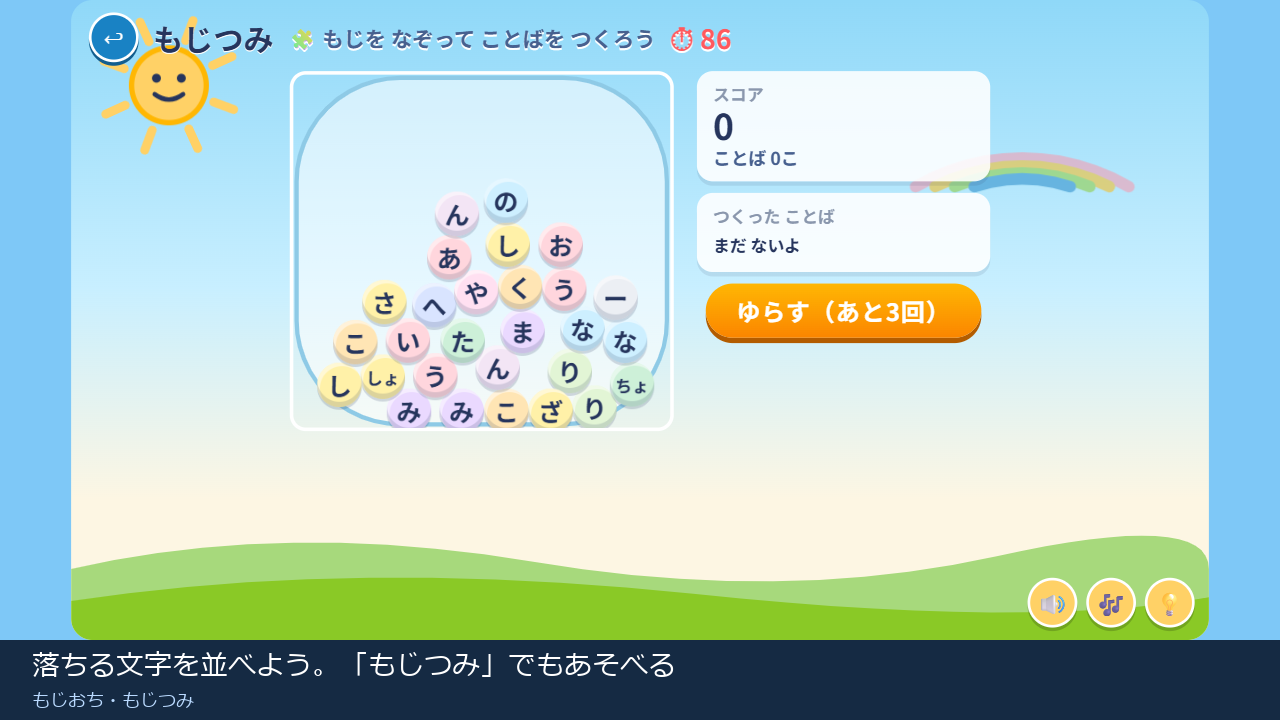 もじつみ
もじを なぞって ことばを つくろう
86
スコア
0
ことば 0こ
つくった ことば
まだ ないよ
ゆらす（あと3回）
ん の
あ し お
さ へ や く う ー
こ い た ま な な
し しょ う ん り ちょ
み み こ ざ り
落ちる文字を並べよう。「もじつみ」でもあそべる
もじおち・もじつみ